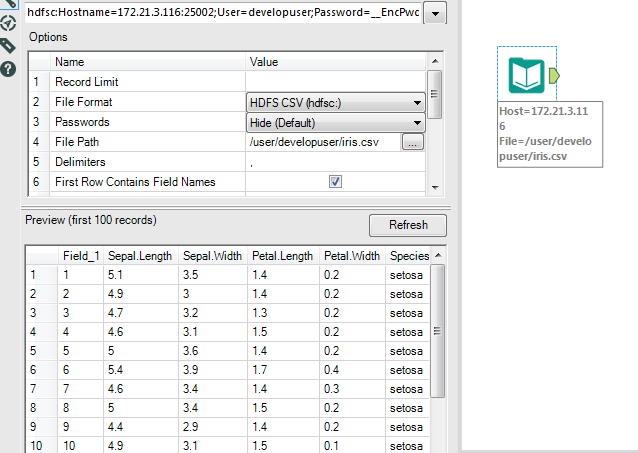 hdfsc:Hostname=172.21.3.116:25002;User=developuser;Password=__EncPwc
Options
Name Value
1 Record Limit
2 File Format HDFS CSV (hdfsc:)
3 Passwords Hide (Default)
4 File Path /user/developuser/iris.csv ...
5 Delimiters ,
6 First Row Contains Field Names
Preview (first 100 records) Refresh
Field_1 Sepal.Length Sepal.Width Petal.Length Petal.Width Species
1 1 5.1 3.5 1.4 0.2 setosa
2 2 4.9 3 1.4 0.2 setosa
3 3 4.7 3.2 1.3 0.2 setosa
4 4 4.6 3.1 1.5 0.2 setosa
5 5 5 3.6 1.4 0.2 setosa
6 6 5.4 3.9 1.7 0.4 setosa
7 7 4.6 3.4 1.4 0.3 setosa
8 8 5 3.4 1.5 0.2 setosa
9 9 4.4 2.9 1.4 0.2 setosa
10 10 4.9 3.1 1.5 0.1 setosa
Host=172.21.3.11
6
File=/user/develo
puser/iris.csv